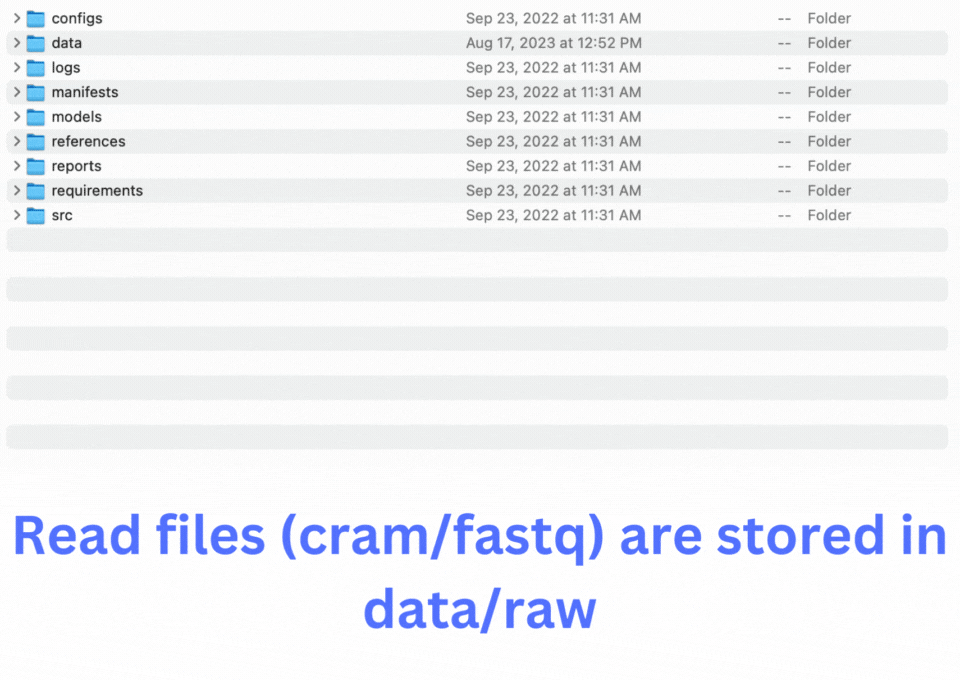 configs Sep 23, 2022 at 11:31 AM -- Folder
data Aug 17, 2023 at 12:52 PM -- Folder
logs Sep 23, 2022 at 11:31 AM -- Folder
manifests Sep 23, 2022 at 11:31 AM -- Folder
models Sep 23, 2022 at 11:31 AM -- Folder
references Sep 23, 2022 at 11:31 AM -- Folder
reports Sep 23, 2022 at 11:31 AM -- Folder
requirements Sep 23, 2022 at 11:31 AM -- Folder
src Sep 23, 2022 at 11:31 AM -- Folder
Read files (cram/fastq) are stored in
data/raw